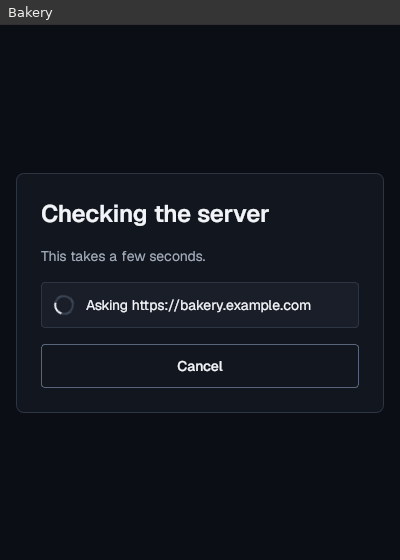 Bakery
Checking the server
This takes a few seconds.
Asking https://bakery.example.com
Cancel